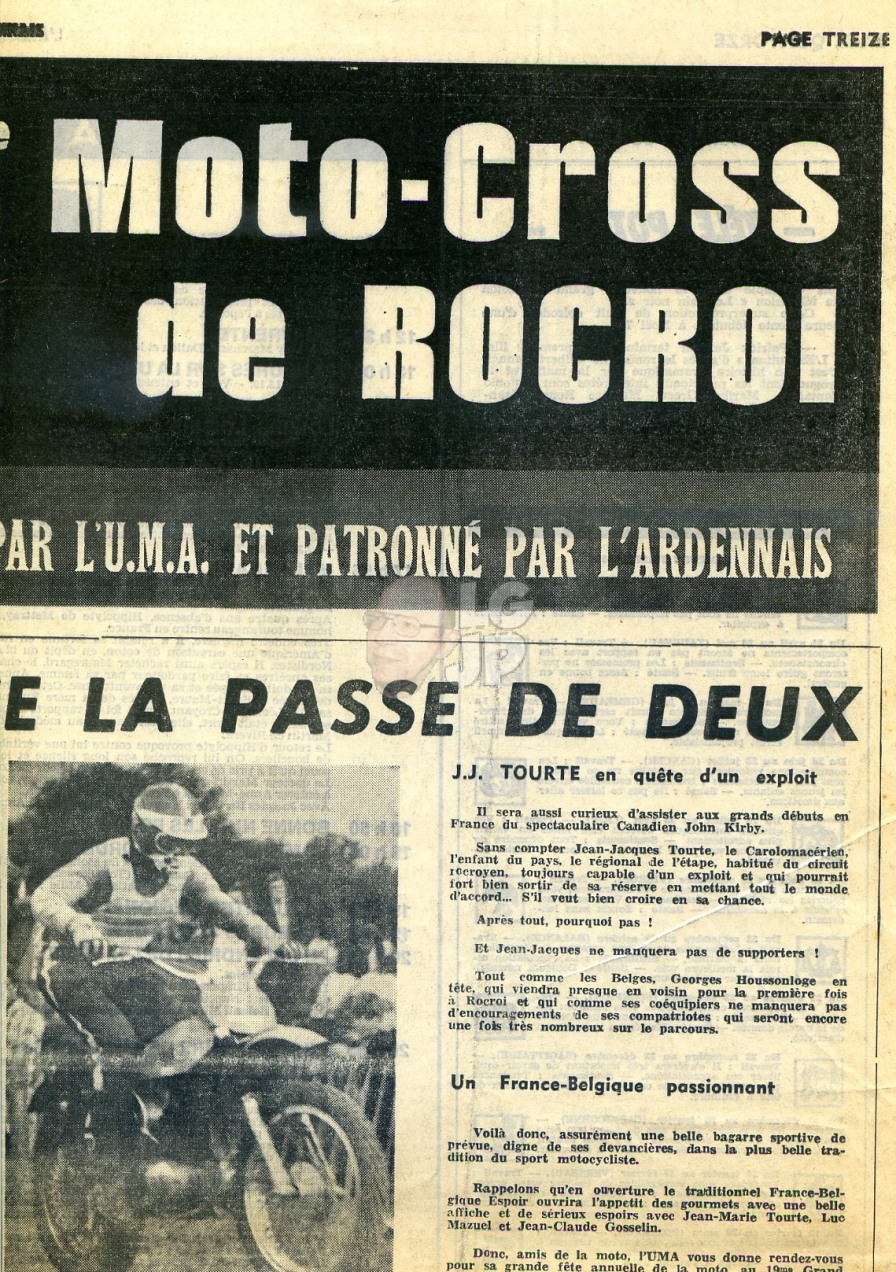 PAGE TREIZE
Moto-Cross
de ROCROI
PAR L'U.M.A. ET PATRONNÉ PAR L'ARDENNAIS
LG
JP
E LA PASSE DE DEUX
J.J. TOURTE en quête d'un exploit
Il sera aussi curieux d'assister aux grands débuts en
France du spectaculaire Canadien John Kirby.
Sans compter Jean-Jacques Tourte, le Carolomacérien,
l'enfant du pays, le régional de l'étape, habitué du circuit
rocroyen, toujours capable d'un exploit et qui pourrait
fort bien sortir de sa réserve en mettant tout le monde
d'accord... S'il veut bien croire en sa chance.
Après tout, pourquoi pas !
Et Jean-Jacques ne manquera pas de supporters !
Tout comme les Belges, Georges Houssonloge en
tête, qui viendra presque en voisin pour la première fois
à Rocroi et qui comme ses coéquipiers ne manquera pas
d'encouragements de ses compatriotes qui seront encore
une fois très nombreux sur le parcours.
Un France-Belgique passionnant
Voilà donc, assurément une belle bagarre sportive de
prévue, digne de ses devancières, dans la plus belle tra-
dition du sport motocycliste.
Rappelons qu'en ouverture le traditionnel France-Bel-
gique Espoir ouvrira l'appetit des gourmets avec une belle
affiche et de sérieux espoirs avec Jean-Marie Tourte, Luc
Mazuel et Jean-Claude Gosselin.
Donc, amis de la moto, l'UMA vous donne rendez-vous
pour sa grande fête annuelle de la moto, au 19me Grand